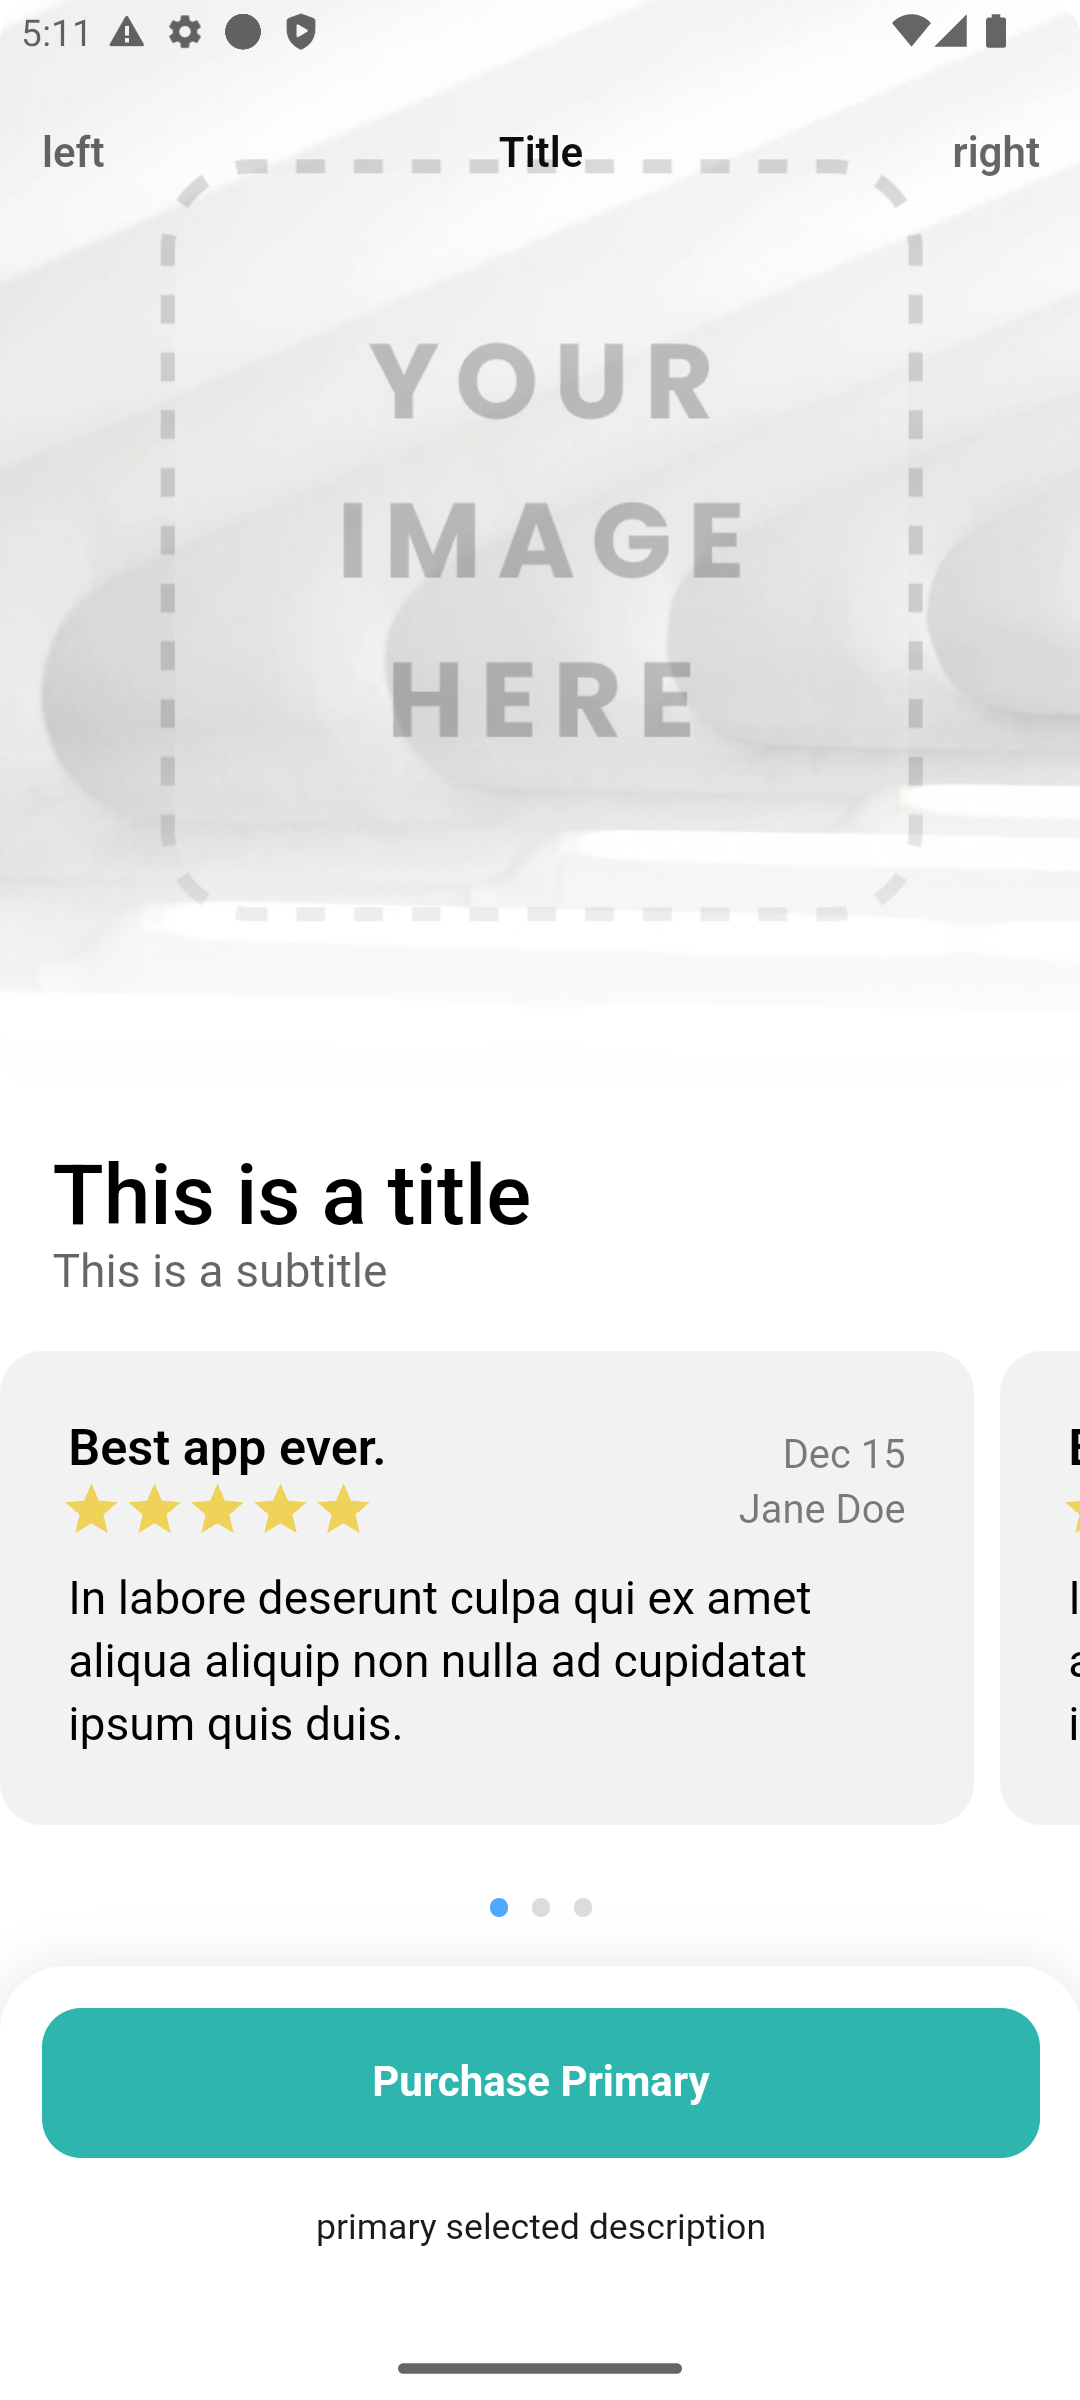 5:11
left
Title
right
YOUR
IMAGE
HERE
This is a title
This is a subtitle
Best app ever.
Dec 15
Jane Doe
In labore deserunt culpa qui ex amet
aliqua aliquip non nulla ad cupidatat
ipsum quis duis.
Purchase Primary
primary selected description